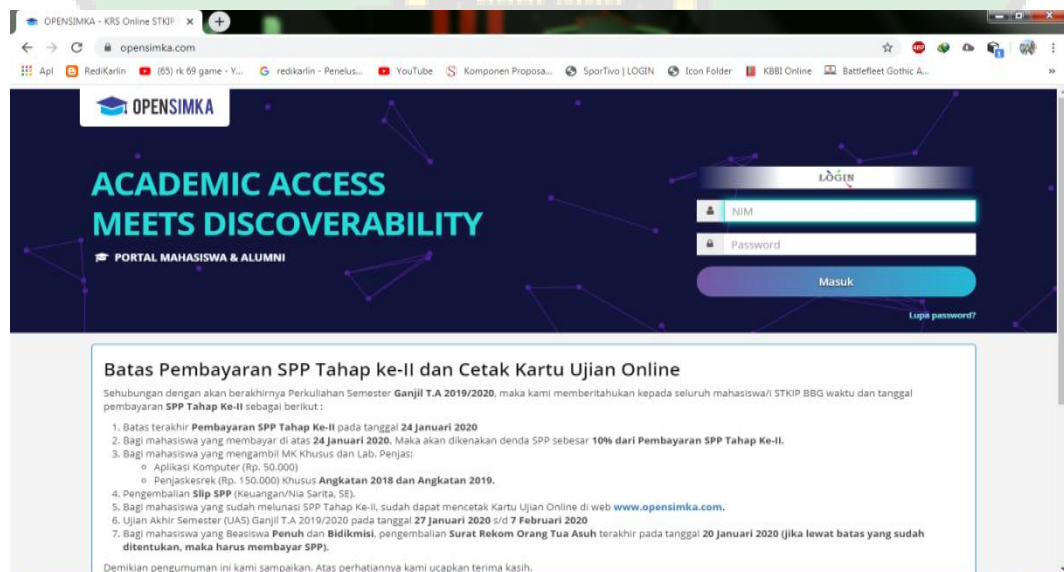 OPENSIMKA - KRS Online STKIP
opensimka.com
Apl RediKarlin (65) rk 69 game - Y... redikarlin - Penelus... YouTube Komponen Proposa... SporTivo | LOGIN Icon Folder KBBI Online Battlefleet Gothic A...
OPENSIMKA
ACADEMIC ACCESS
MEETS DISCOVERABILITY
PORTAL MAHASISWA & ALUMNI
LOGIN
NIM
Password
Masuk
Lupa password?
Batas Pembayaran SPP Tahap ke-II dan Cetak Kartu Ujian Online
Sehubungan dengan akan berakhirnya Perkuliahan Semester Ganjil T.A 2019/2020, maka kami memberitahukan kepada seluruh mahasiswa/i STKIP BBG waktu dan tanggal
pembayaran SPP Tahap Ke-II sebagai berikut :
1. Batas terakhir Pembayaran SPP Tahap Ke-II pada tanggal 24 Januari 2020
2. Bagi mahasiswa yang membayar di atas 24 Januari 2020. Maka akan dikenakan denda SPP sebesar 10% dari Pembayaran SPP Tahap Ke-II.
3. Bagi mahasiswa yang mengambil MK Khusus dan Lab. Penjas:
Aplikasi Komputer (Rp. 50.000)
Penjaskesrek (Rp. 150.000) Khusus Angkatan 2018 dan Angkatan 2019.
4. Pengembalian Slip SPP (Keuangan/Nia Sarita, SE).
5. Bagi mahasiswa yang sudah melunasi SPP Tahap Ke-II, sudah dapat mencetak Kartu Ujian Online di web www.opensimka.com.
6. Ujian Akhir Semester (UAS) Ganjil T.A 2019/2020 pada tanggal 27 Januari 2020 s/d 7 Februari 2020
7. Bagi mahasiswa yang Beasiswa Penuh dan Bidikmisi, pengembalian Surat Rekom Orang Tua Asuh terakhir pada tanggal 20 Januari 2020 (jika lewat batas yang sudah
ditentukan, maka harus membayar SPP).
Demikian pengumuman ini kami sampaikan. Atas perhatiannya kami ucapkan terima kasih.